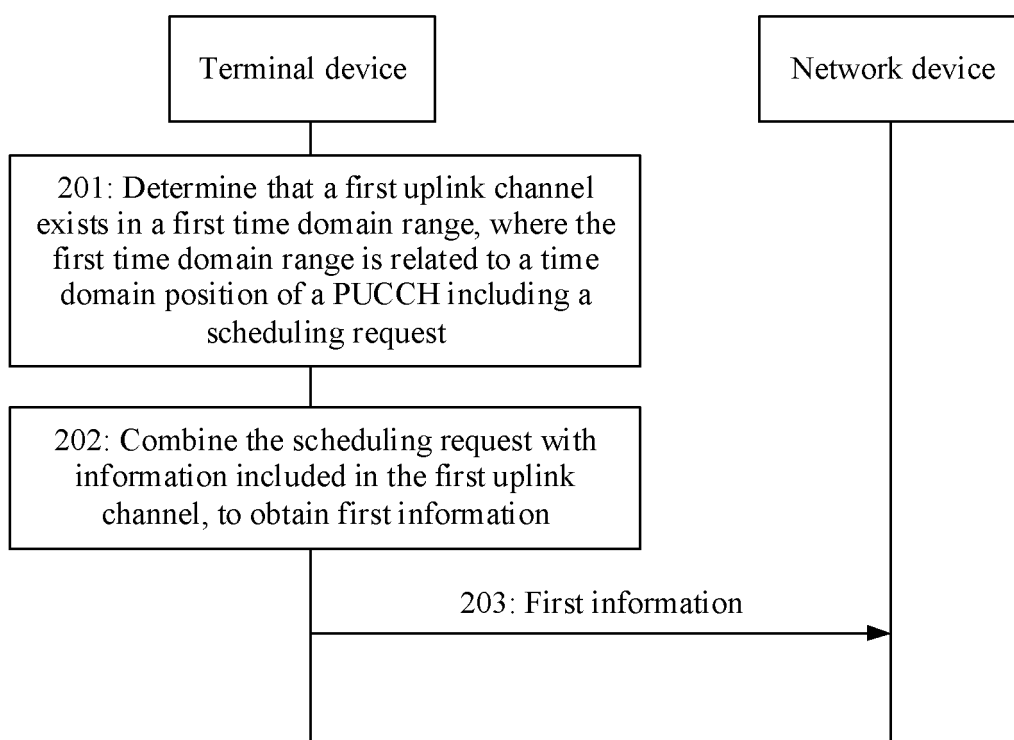 Terminal device
Network device
201: Determine that a first uplink channel
exists in a first time domain range, where the
first time domain range is related to a time
domain position of a PUCCH including a
scheduling request
202: Combine the scheduling request with
information included in the first uplink
channel, to obtain first information
203: First information